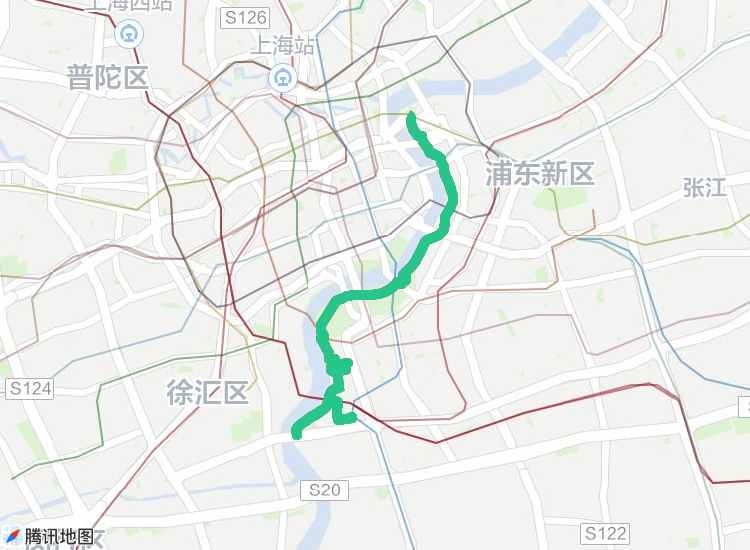 上海西站
S126
上海站
普陀区
浦东新区
张江
S124
徐汇区
S20
S122
腾讯地图